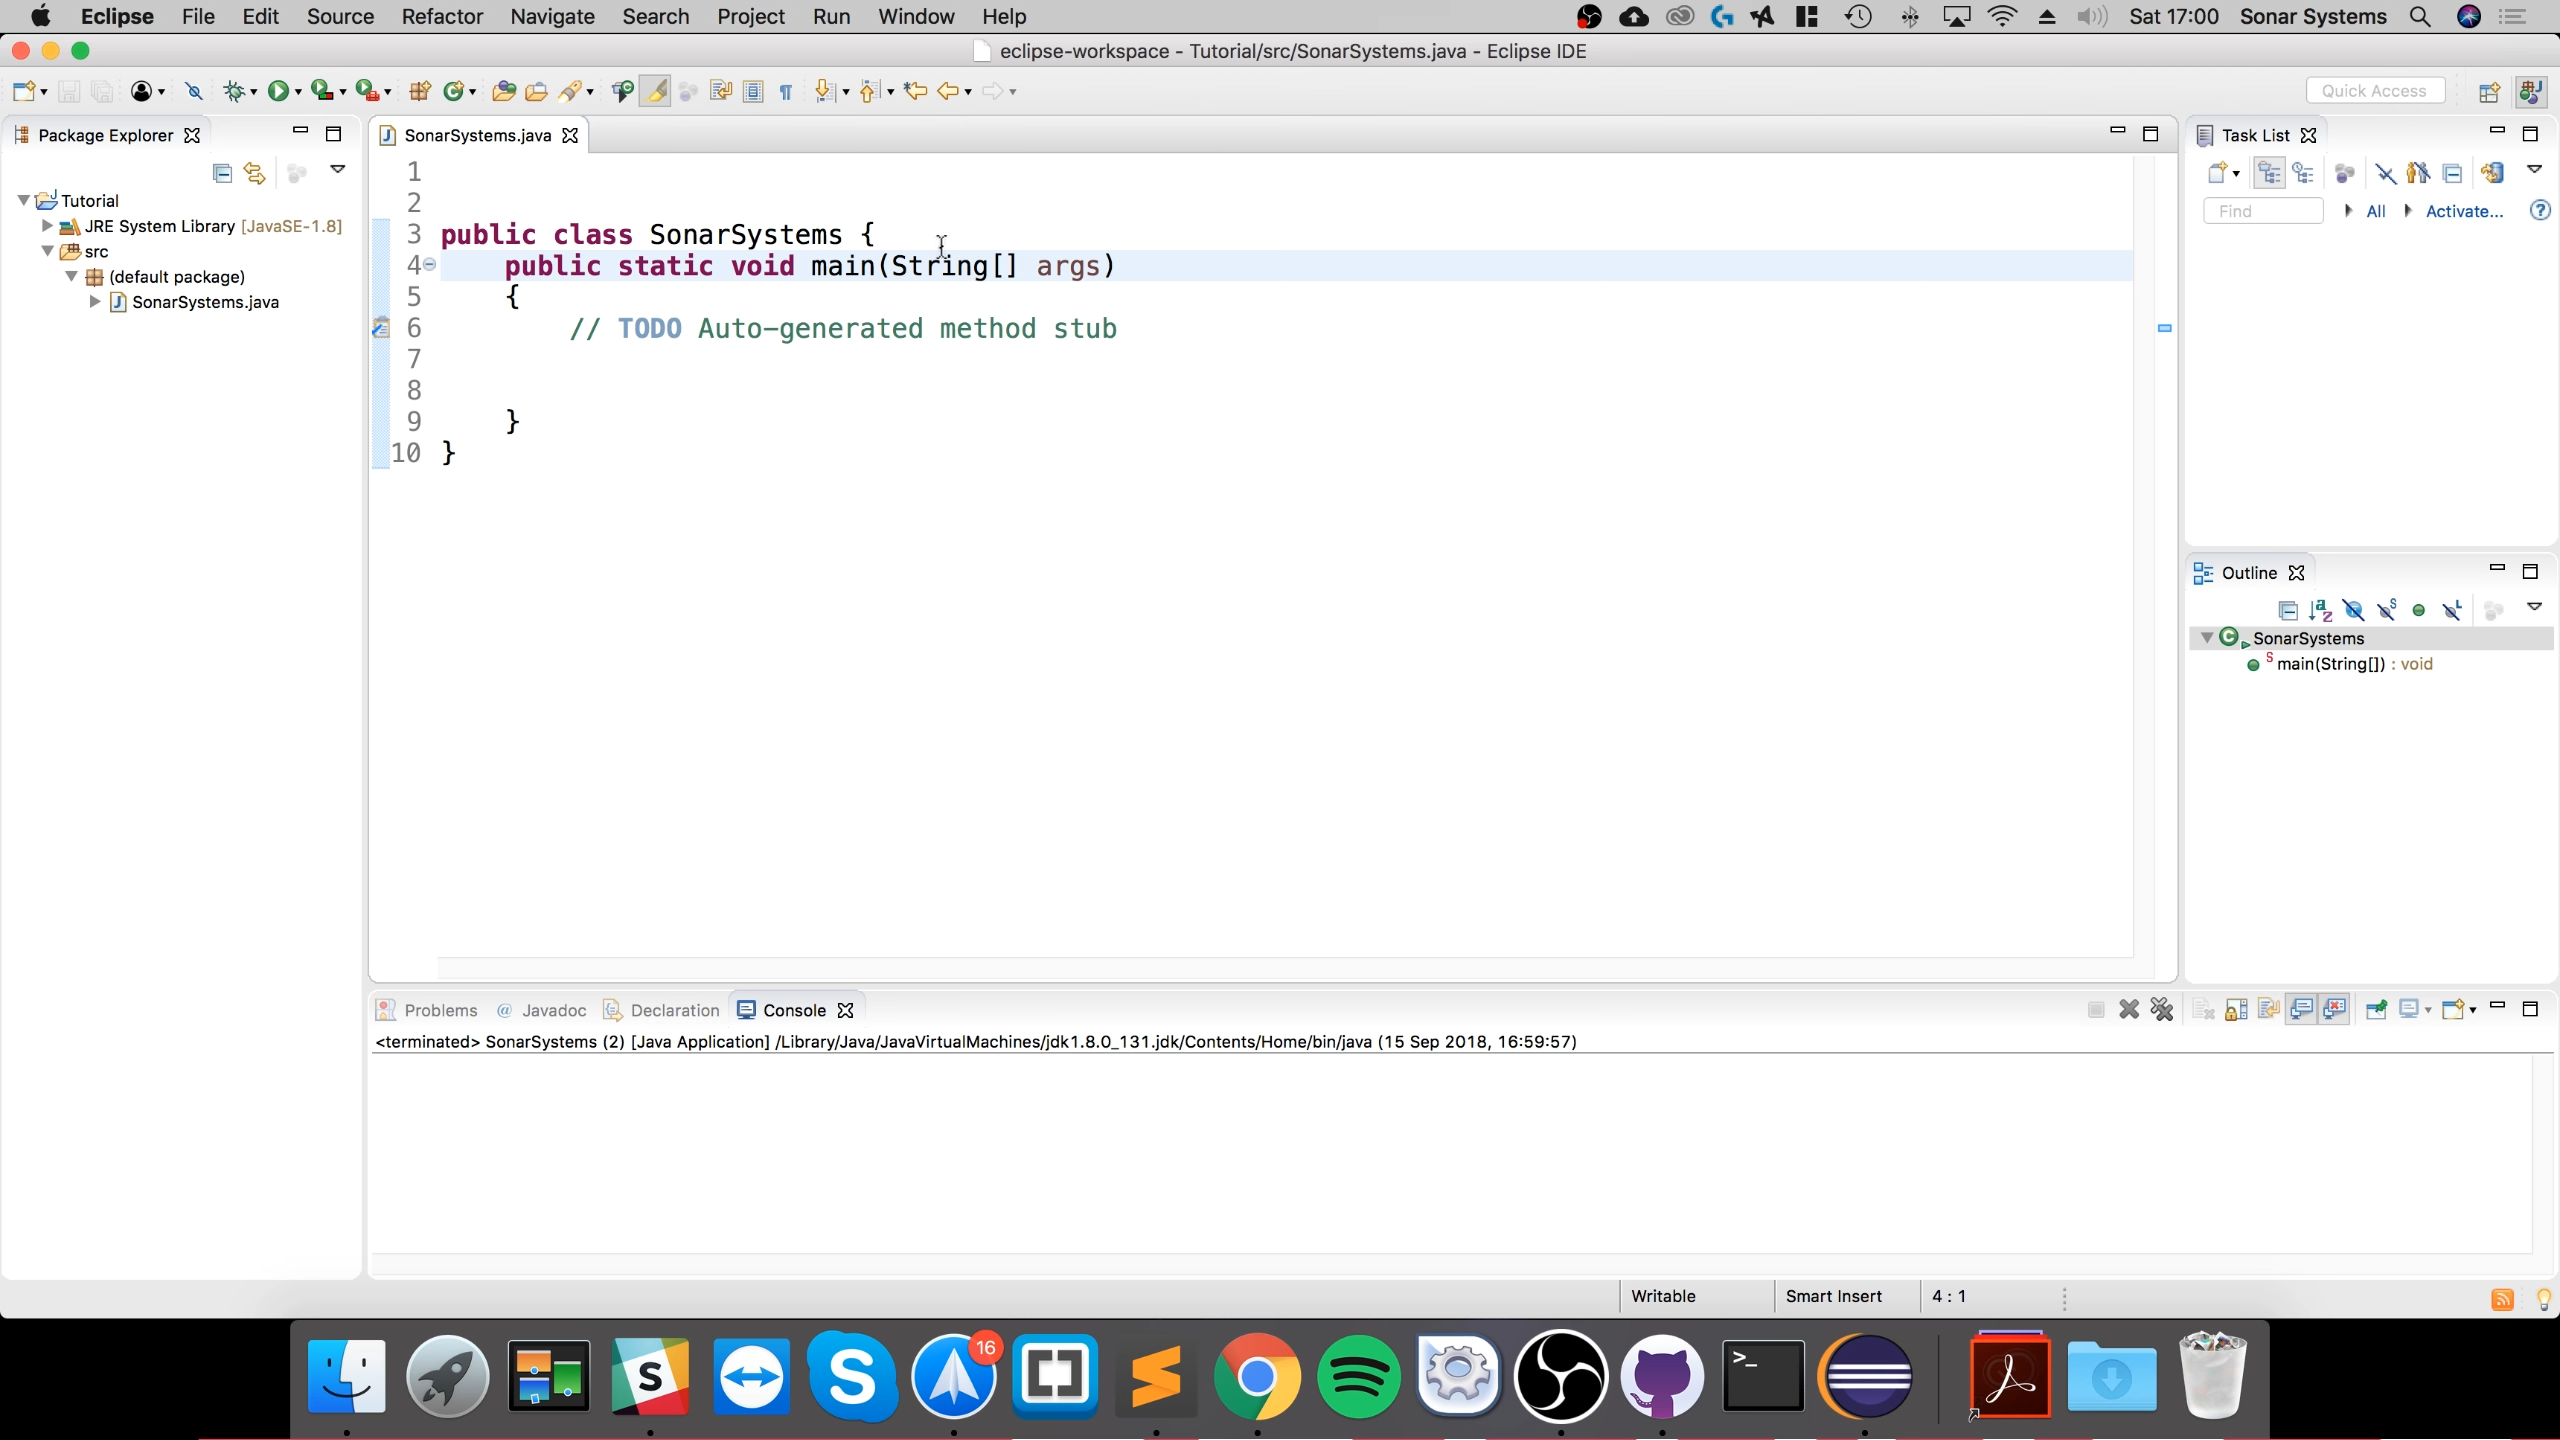 Eclipse File Edit Source Refactor Navigate Search Project Run Window Help Sat 17:00 Sonar Systems
eclipse-workspace - Tutorial/src/SonarSystems.java - Eclipse IDE
Quick Access
Package Explorer
Tutorial
JRE System Library [JavaSE-1.8]
src
(default package)
SonarSystems.java
SonarSystems.java
1
2
3 public class SonarSystems {
4 public static void main(String[] args)
5 {
6 // TODO Auto-generated method stub
7
8
9 }
10 }
Task List
Find All Activate...
Outline
SonarSystems
S main(String[]) : void
Problems @ Javadoc Declaration Console
<terminated> SonarSystems (2) [Java Application] /Library/Java/JavaVirtualMachines/jdk1.8.0_131.jdk/Contents/Home/bin/java (15 Sep 2018, 16:59:57)
Writable Smart Insert 4 : 1
16